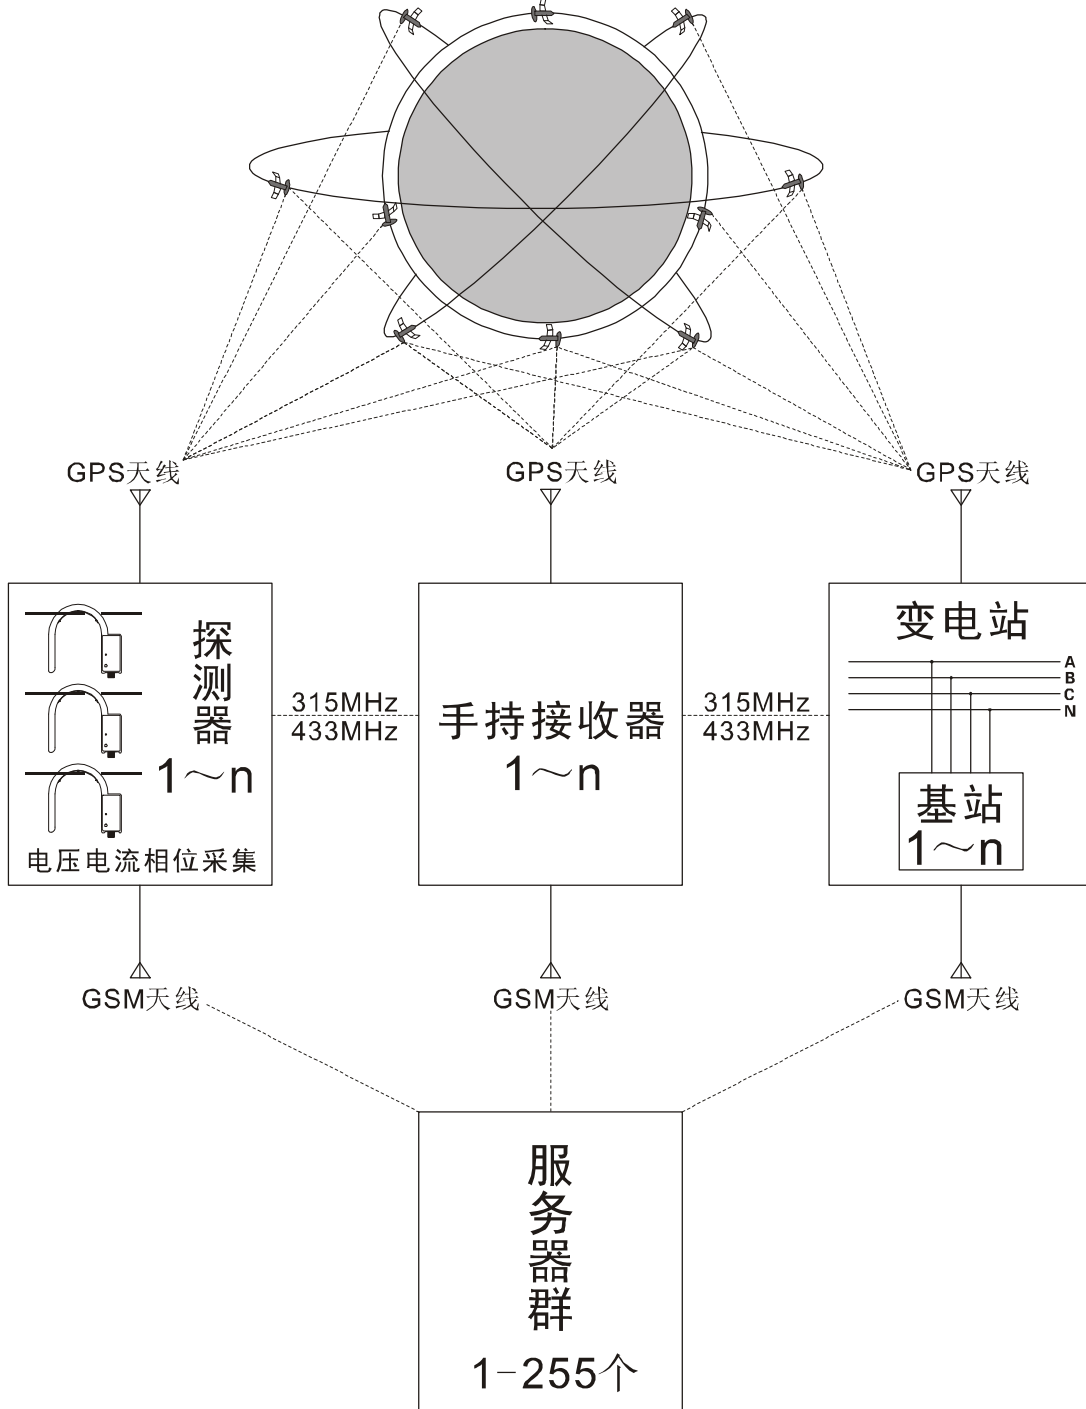 GPS天线
GPS天线
GPS天线
探测器
1～n
电压电流相位采集
315MHz
433MHz
手持接收器
1～n
315MHz
433MHz
变电站
A
B
C
N
基站
1～n
GSM天线
GSM天线
GSM天线
服务器群
1-255个